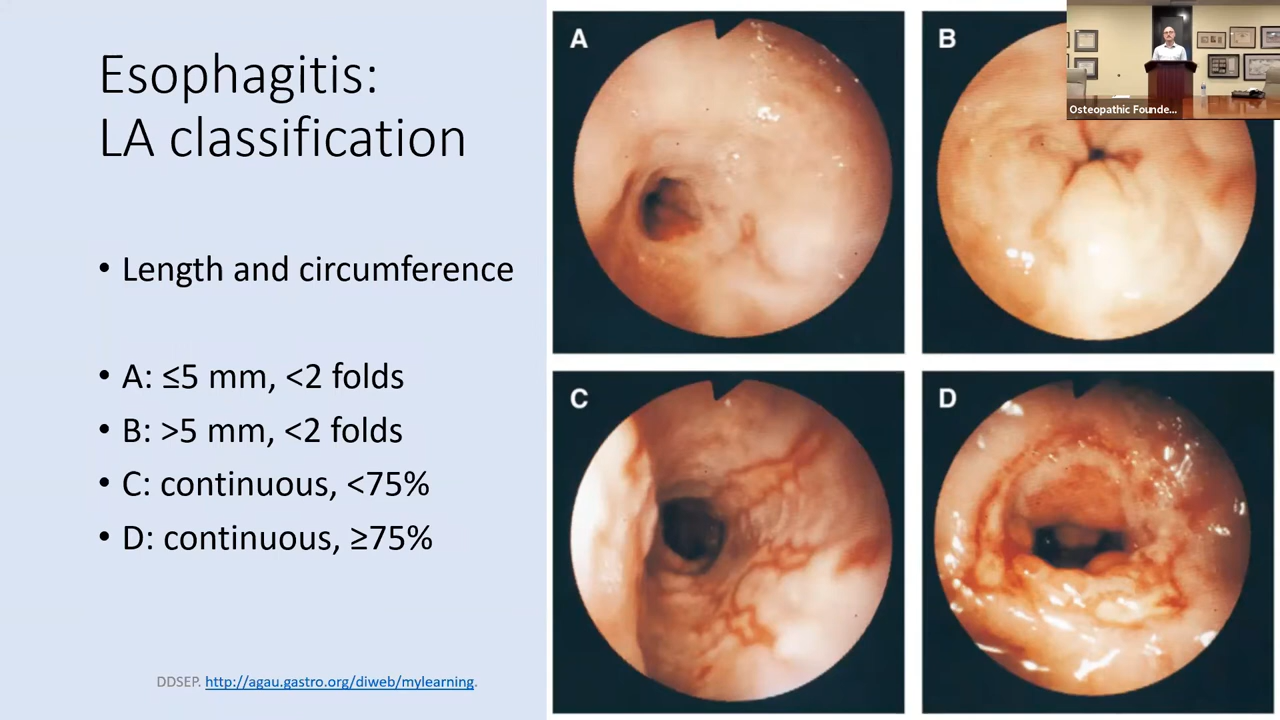 Esophagitis:
LA classification
• Length and circumference
• A: ≤5 mm, <2 folds
• B: >5 mm, <2 folds
• C: continuous, <75%
• D: continuous, ≥75%
DDSEP. http://agau.gastro.org/diweb/mylearning.
A
B
Osteopathic Founde...
C
D